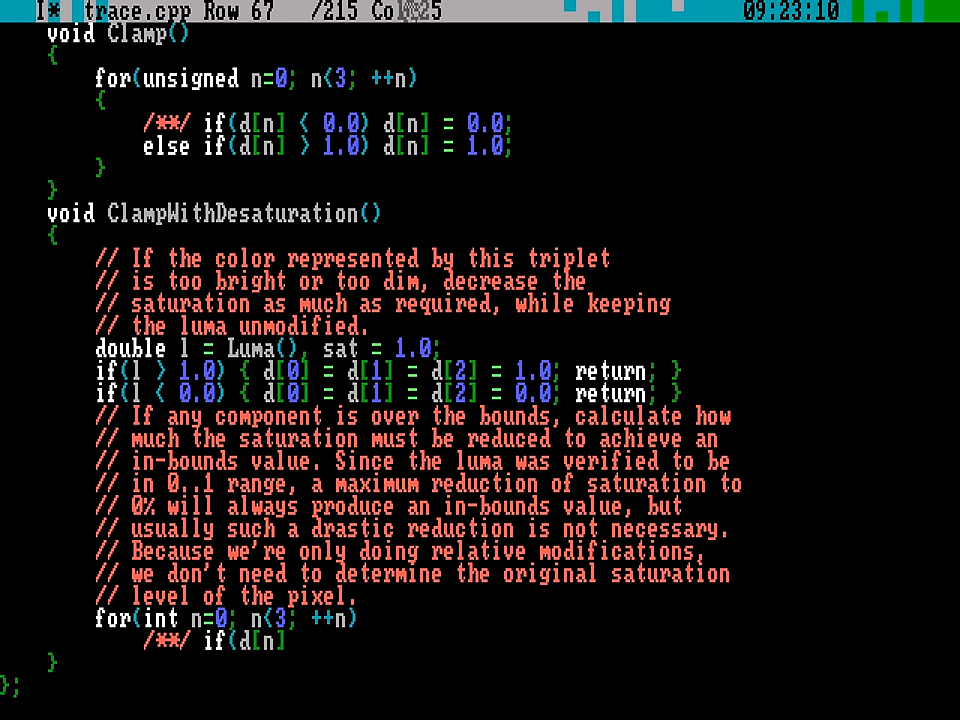 I* trace.cpp Row 67 /215 Col 25 09:23:10
void Clamp()
{
for(unsigned n=0; n<3; ++n)
{
/**/ if(d[n] < 0.0) d[n] = 0.0;
else if(d[n] > 1.0) d[n] = 1.0;
}
}
void ClampWithDesaturation()
{
// If the color represented by this triplet
// is too bright or too dim, decrease the
// saturation as much as required, while keeping
// the luma unmodified.
double l = Luma(), sat = 1.0;
if(l > 1.0) { d[0] = d[1] = d[2] = 1.0; return; }
if(l < 0.0) { d[0] = d[1] = d[2] = 0.0; return; }
// If any component is over the bounds, calculate how
// much the saturation must be reduced to achieve an
// in-bounds value. Since the luma was verified to be
// in 0..1 range, a maximum reduction of saturation to
// 0% will always produce an in-bounds value, but
// usually such a drastic reduction is not necessary.
// Because we're only doing relative modifications,
// we don't need to determine the original saturation
// level of the pixel.
for(int n=0; n<3; ++n)
/**/ if(d[n]
}
};